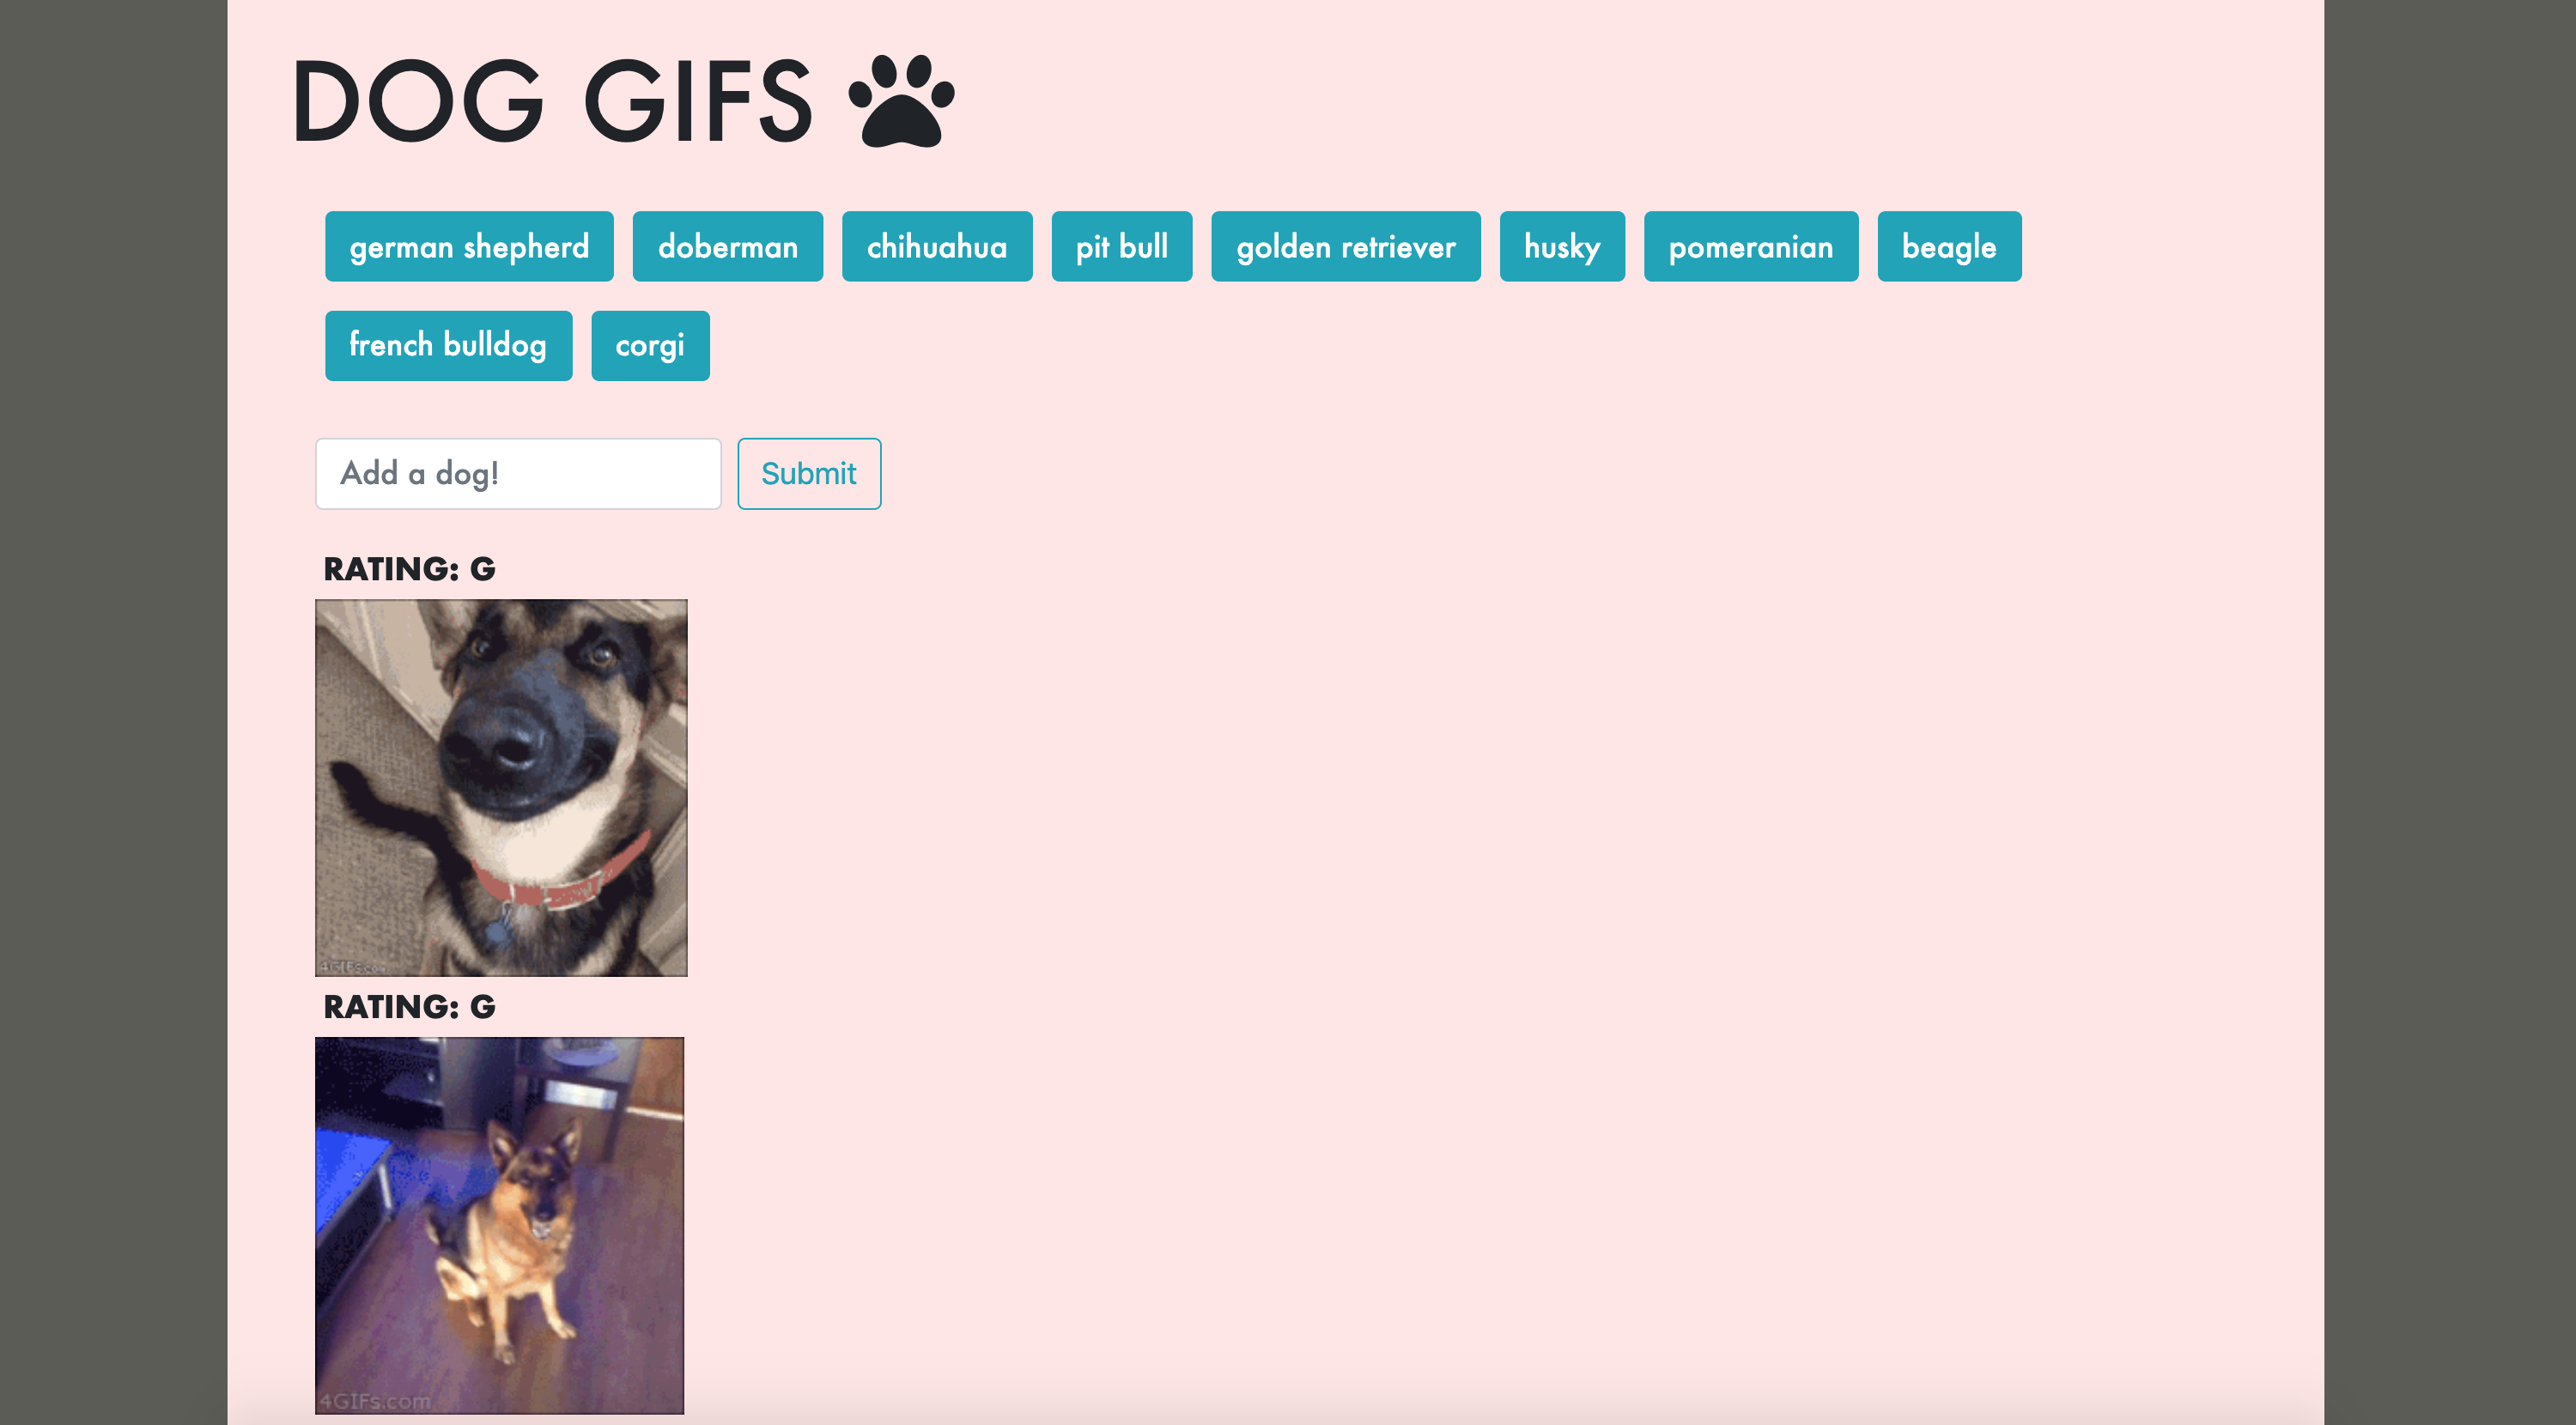 DOG GIFS
german shepherd doberman chihuahua pit bull golden retriever husky pomeranian beagle
french bulldog corgi
Add a dog! Submit
RATING: G
4GIFs.com
RATING: G
4GIFs.com